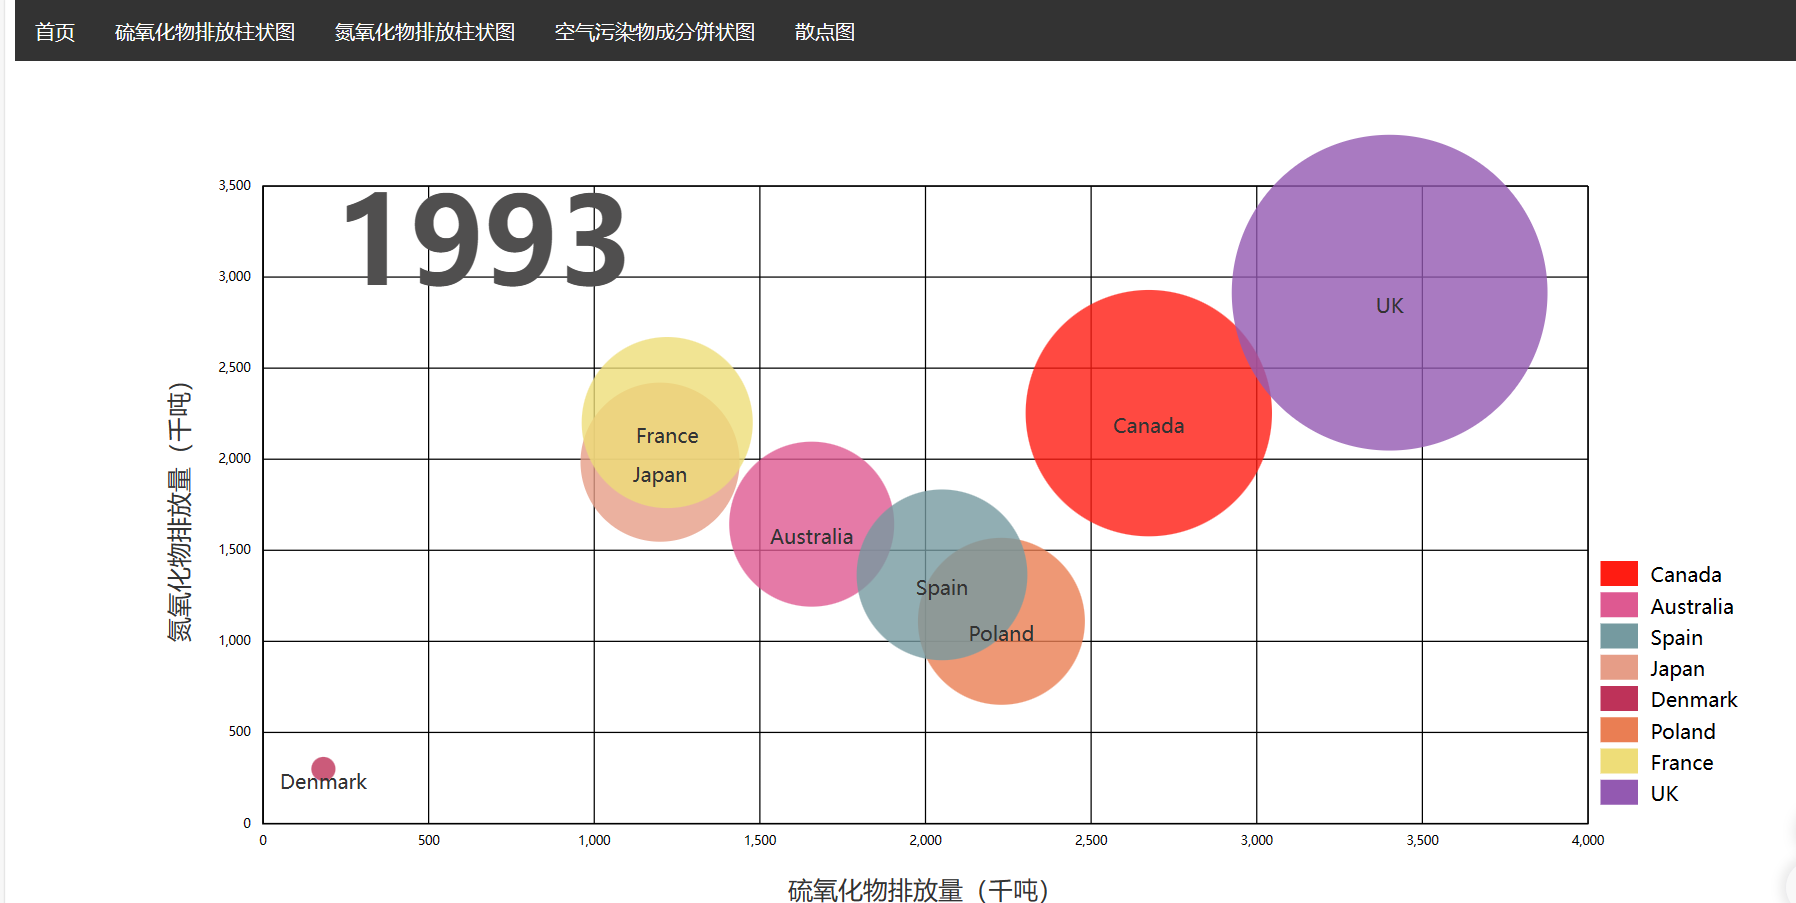 首页 硫氧化物排放柱状图 氮氧化物排放柱状图 空气污染物成分饼状图 散点图
1993
3,500
3,000
2,500
2,000
1,500
1,000
500
0
氮氧化物排放量（千吨）
UK
Canada
France
Japan
Australia
Spain
Poland
Denmark
0 500 1,000 1,500 2,000 2,500 3,000 3,500 4,000
硫氧化物排放量（千吨）
Canada
Australia
Spain
Japan
Denmark
Poland
France
UK